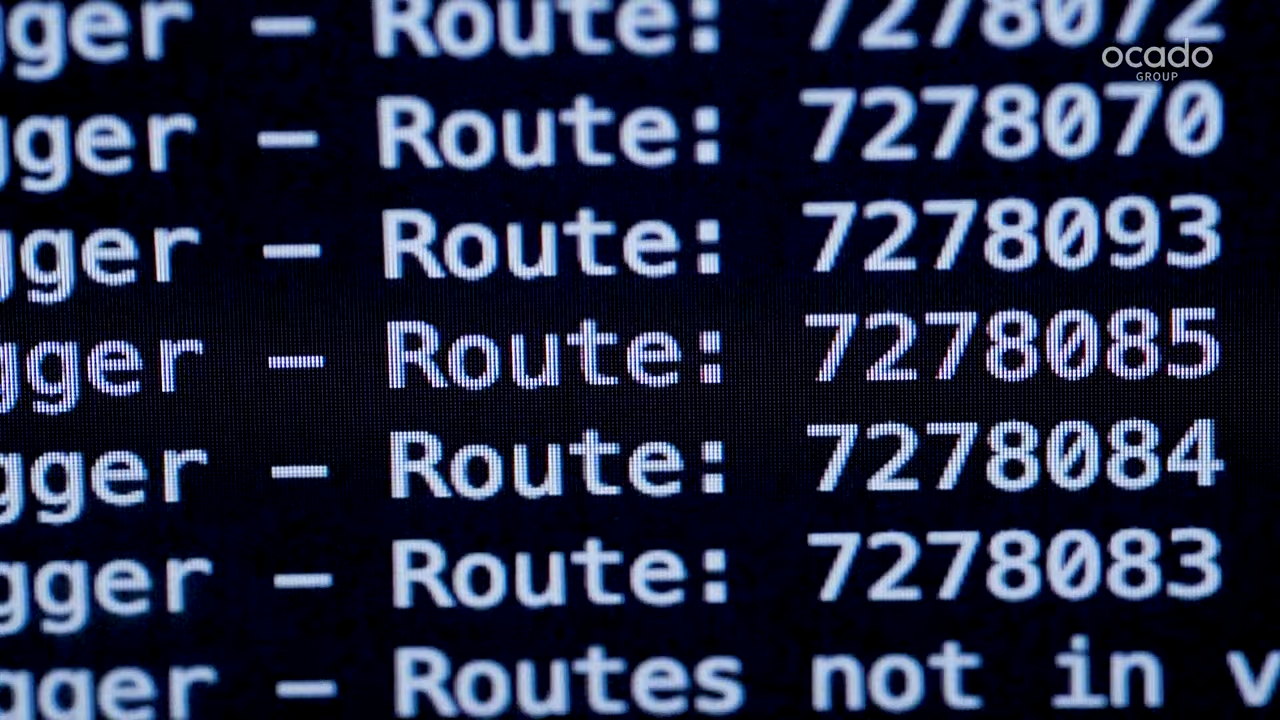 gger – Route: 7278072
ocado
GROUP
gger – Route: 7278070
gger – Route: 7278093
gger – Route: 7278085
gger – Route: 7278084
gger – Route: 7278083
gger – Routes not in v